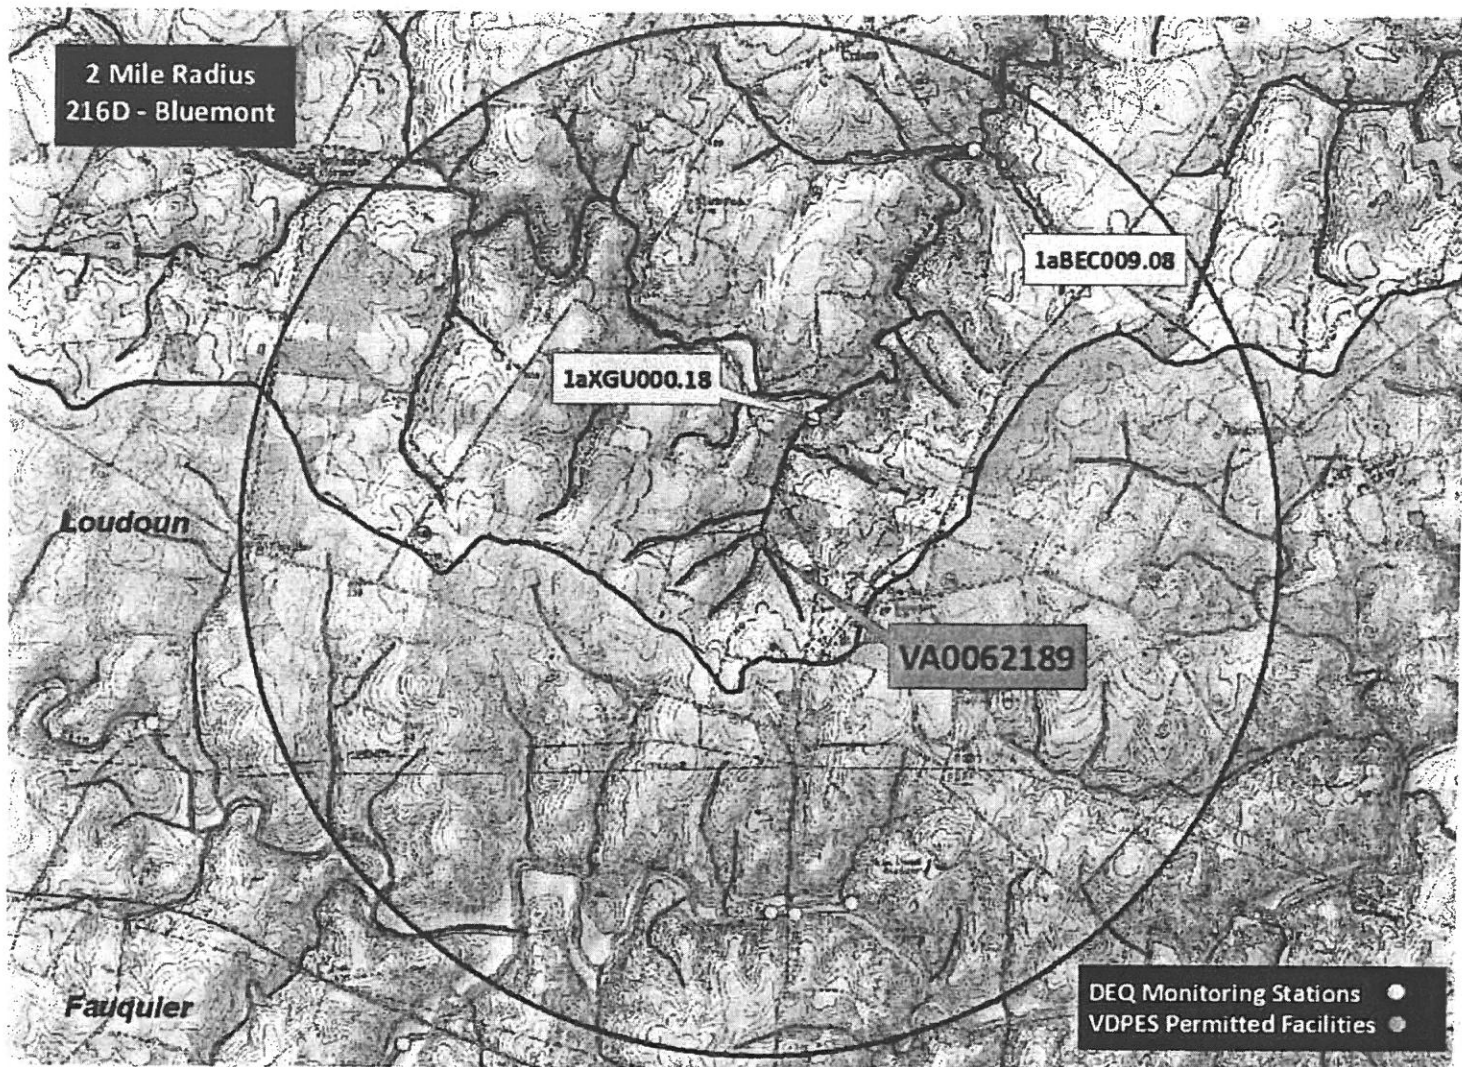 2 Mile Radius
216D - Bluemont
1aBEC009.08
1aXGU000.18
Loudoun
VA0062189
Fauquier
DEQ Monitoring Stations
VDPES Permitted Facilities